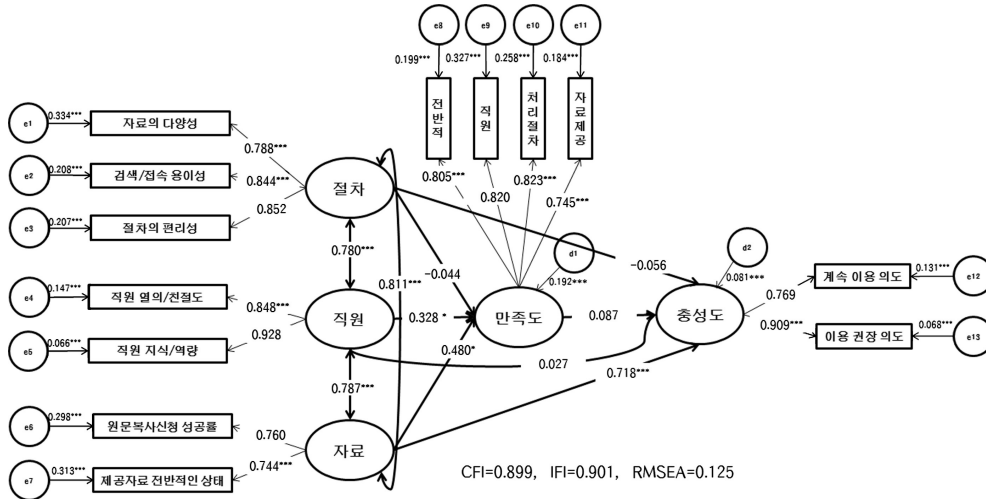 e8
e9
e10
e11
0.199***
0.327***
0.258***
0.184***
전반적
직원
처리절차
자료제공
e1
0.334***
자료의 다양성
0.788***
e2
0.208***
검색/접속 용이성
0.844***
e3
0.207***
절차의 편리성
0.852
절차
0.805***
0.820
0.823***
0.745***
d1
0.192***
d2
0.081***
0.780***
0.811***
-0.044
-0.056
e4
0.147***
직원 열의/친절도
0.848***
e5
0.066***
직원 지식/역량
0.928
직원
0.328 *
만족도
0.087
충성도
0.769
계속 이용 의도
0.131***
e12
0.909***
이용 권장 의도
0.068***
e13
0.480*
0.027
0.718***
0.787***
e6
0.298***
원문복사신청 성공률
0.760
e7
0.313***
제공자료 전반적인 상태
0.744***
자료
CFI=0.899, IFI=0.901, RMSEA=0.125